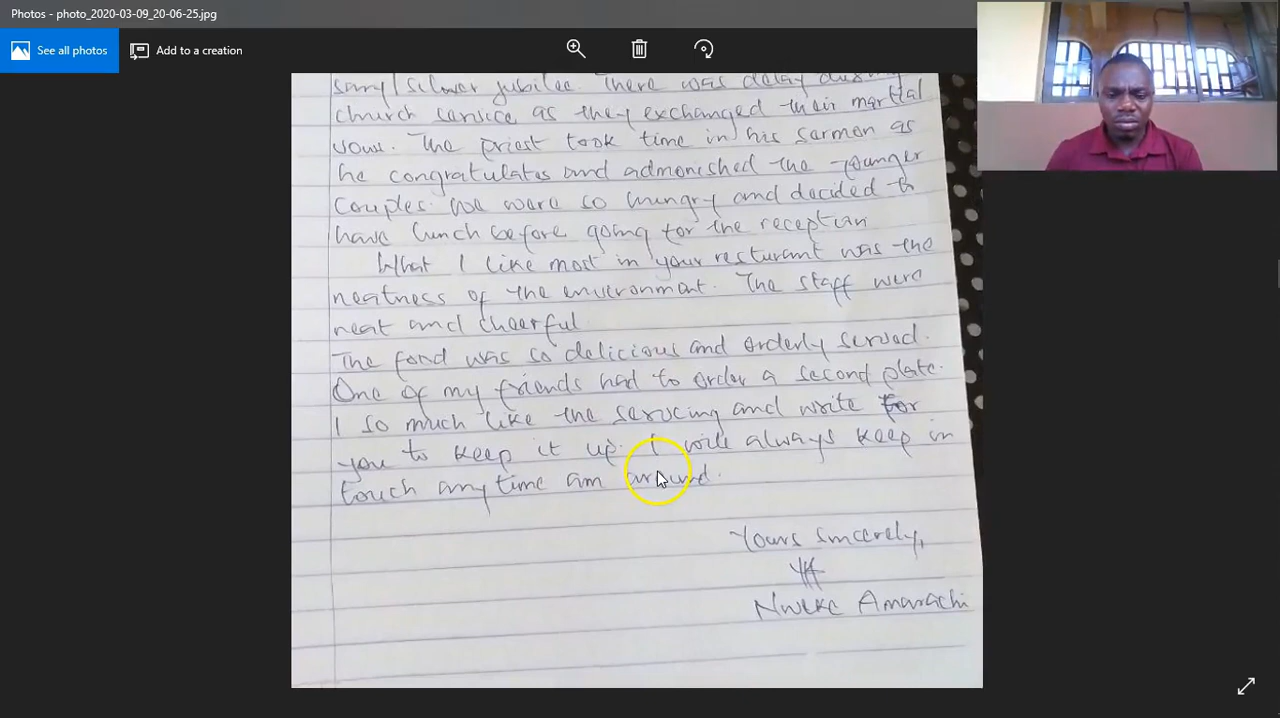 Photos - photo_2020-03-09_20-06-25.jpg
See all photos
Add to a creation
sary/silower jubilee. There was delay during
church service as they exchanged their martial
vows. The priest took time in his sarmon as
he congratulates and admonished the younger
couples. We were so hungry and decided to
have lunch before going for the reception
What I like most in your resturant was the
neatness of the environment. The staff were
neat and cheerful
The food was so delicious and orderly served.
One of my friends had to order a second plate.
I so much like the servicing and write for
you to keep it up. I will always keep in
touch anytime am around.
Yours sincerely,
Nweke Amarachi